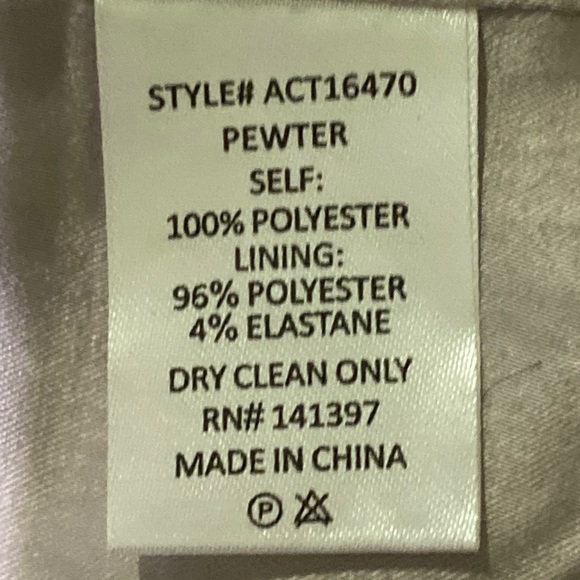 STYLE# ACT16470
PEWTER
SELF:
100% POLYESTER
LINING:
96% POLYESTER
4% ELASTANE
DRY CLEAN ONLY
RN# 141397
MADE IN CHINA
P